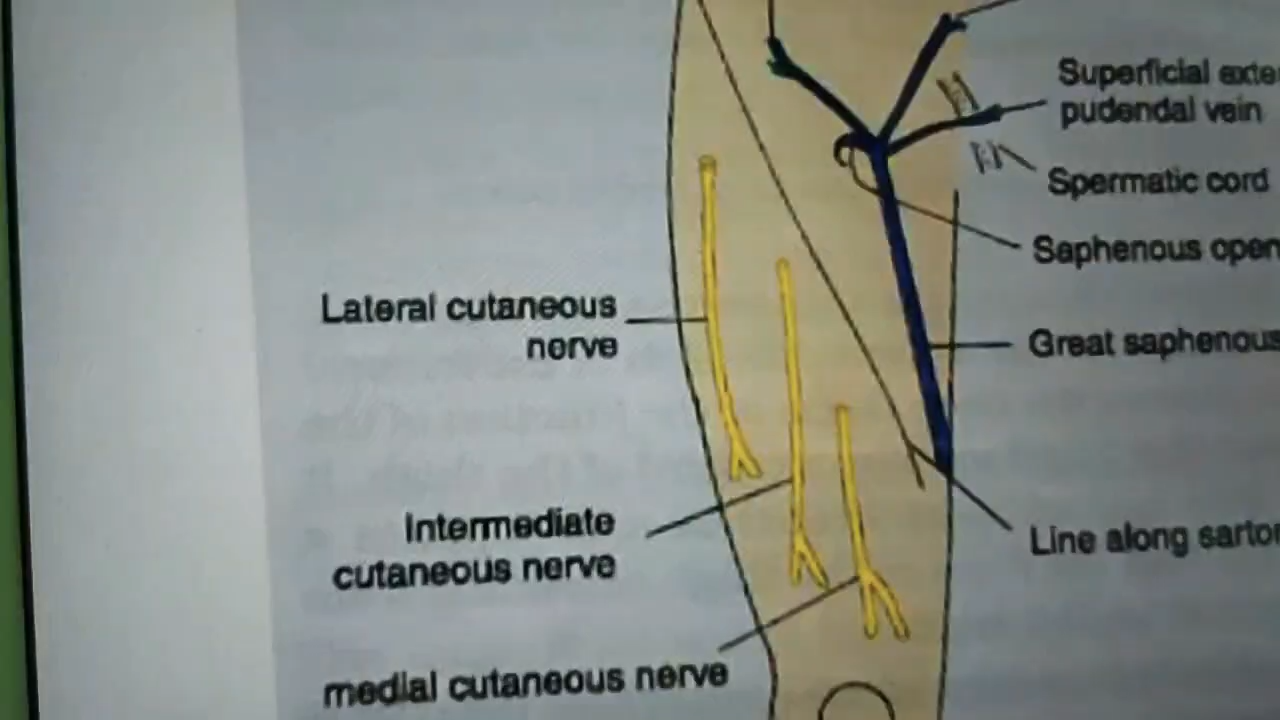 Superficial exte
pudendal vein
Spermatic cord
Saphenous open
Lateral cutaneous
nerve
Great saphenous
Intermediate
cutaneous nerve
Line along sartor
medial cutaneous nerve